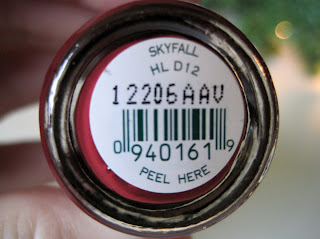 SKYFALL
HL D12
12206AAV
0 940161 9
PEEL HERE